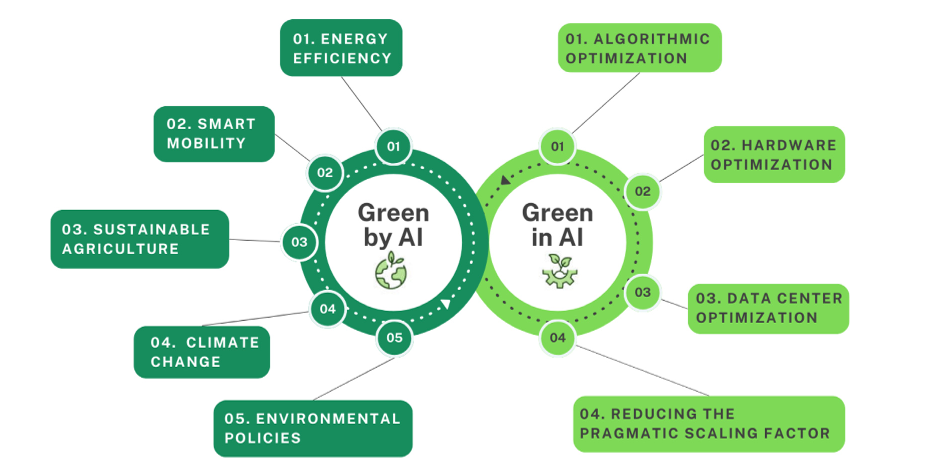 01. ENERGY
EFFICIENCY
02. SMART
MOBILITY
03. SUSTAINABLE
AGRICULTURE
04. CLIMATE
CHANGE
05. ENVIRONMENTAL
POLICIES
01
02
03
04
05
Green
by AI
Green
in AI
01
02
03
04
01. ALGORITHMIC
OPTIMIZATION
02. HARDWARE
OPTIMIZATION
03. DATA CENTER
OPTIMIZATION
04. REDUCING THE
PRAGMATIC SCALING FACTOR